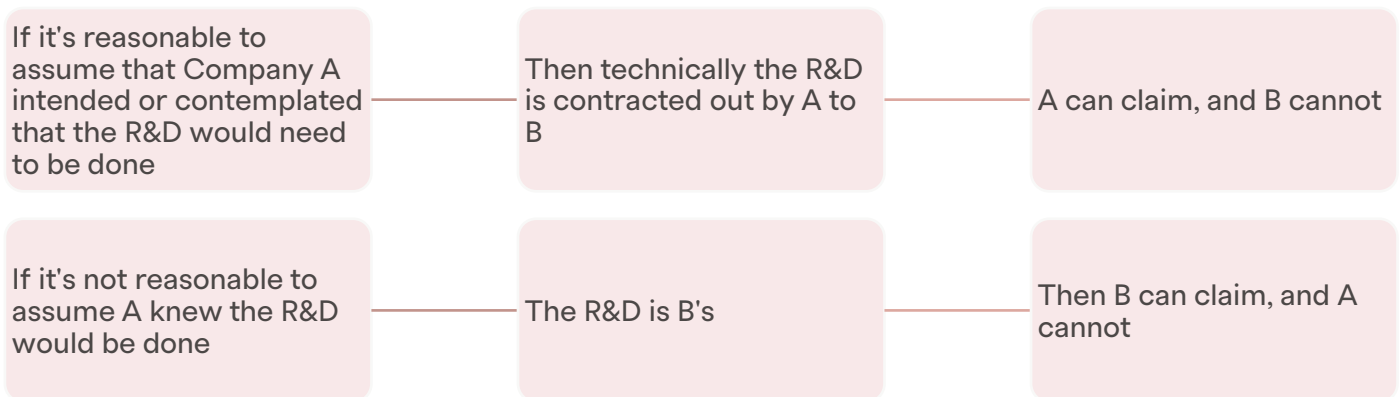 If it's reasonable to
assume that Company A
intended or contemplated
that the R&D would need
to be done
Then technically the R&D
is contracted out by A to
B
A can claim, and B cannot
If it's not reasonable to
assume A knew the R&D
would be done
The R&D is B's
Then B can claim, and A
cannot